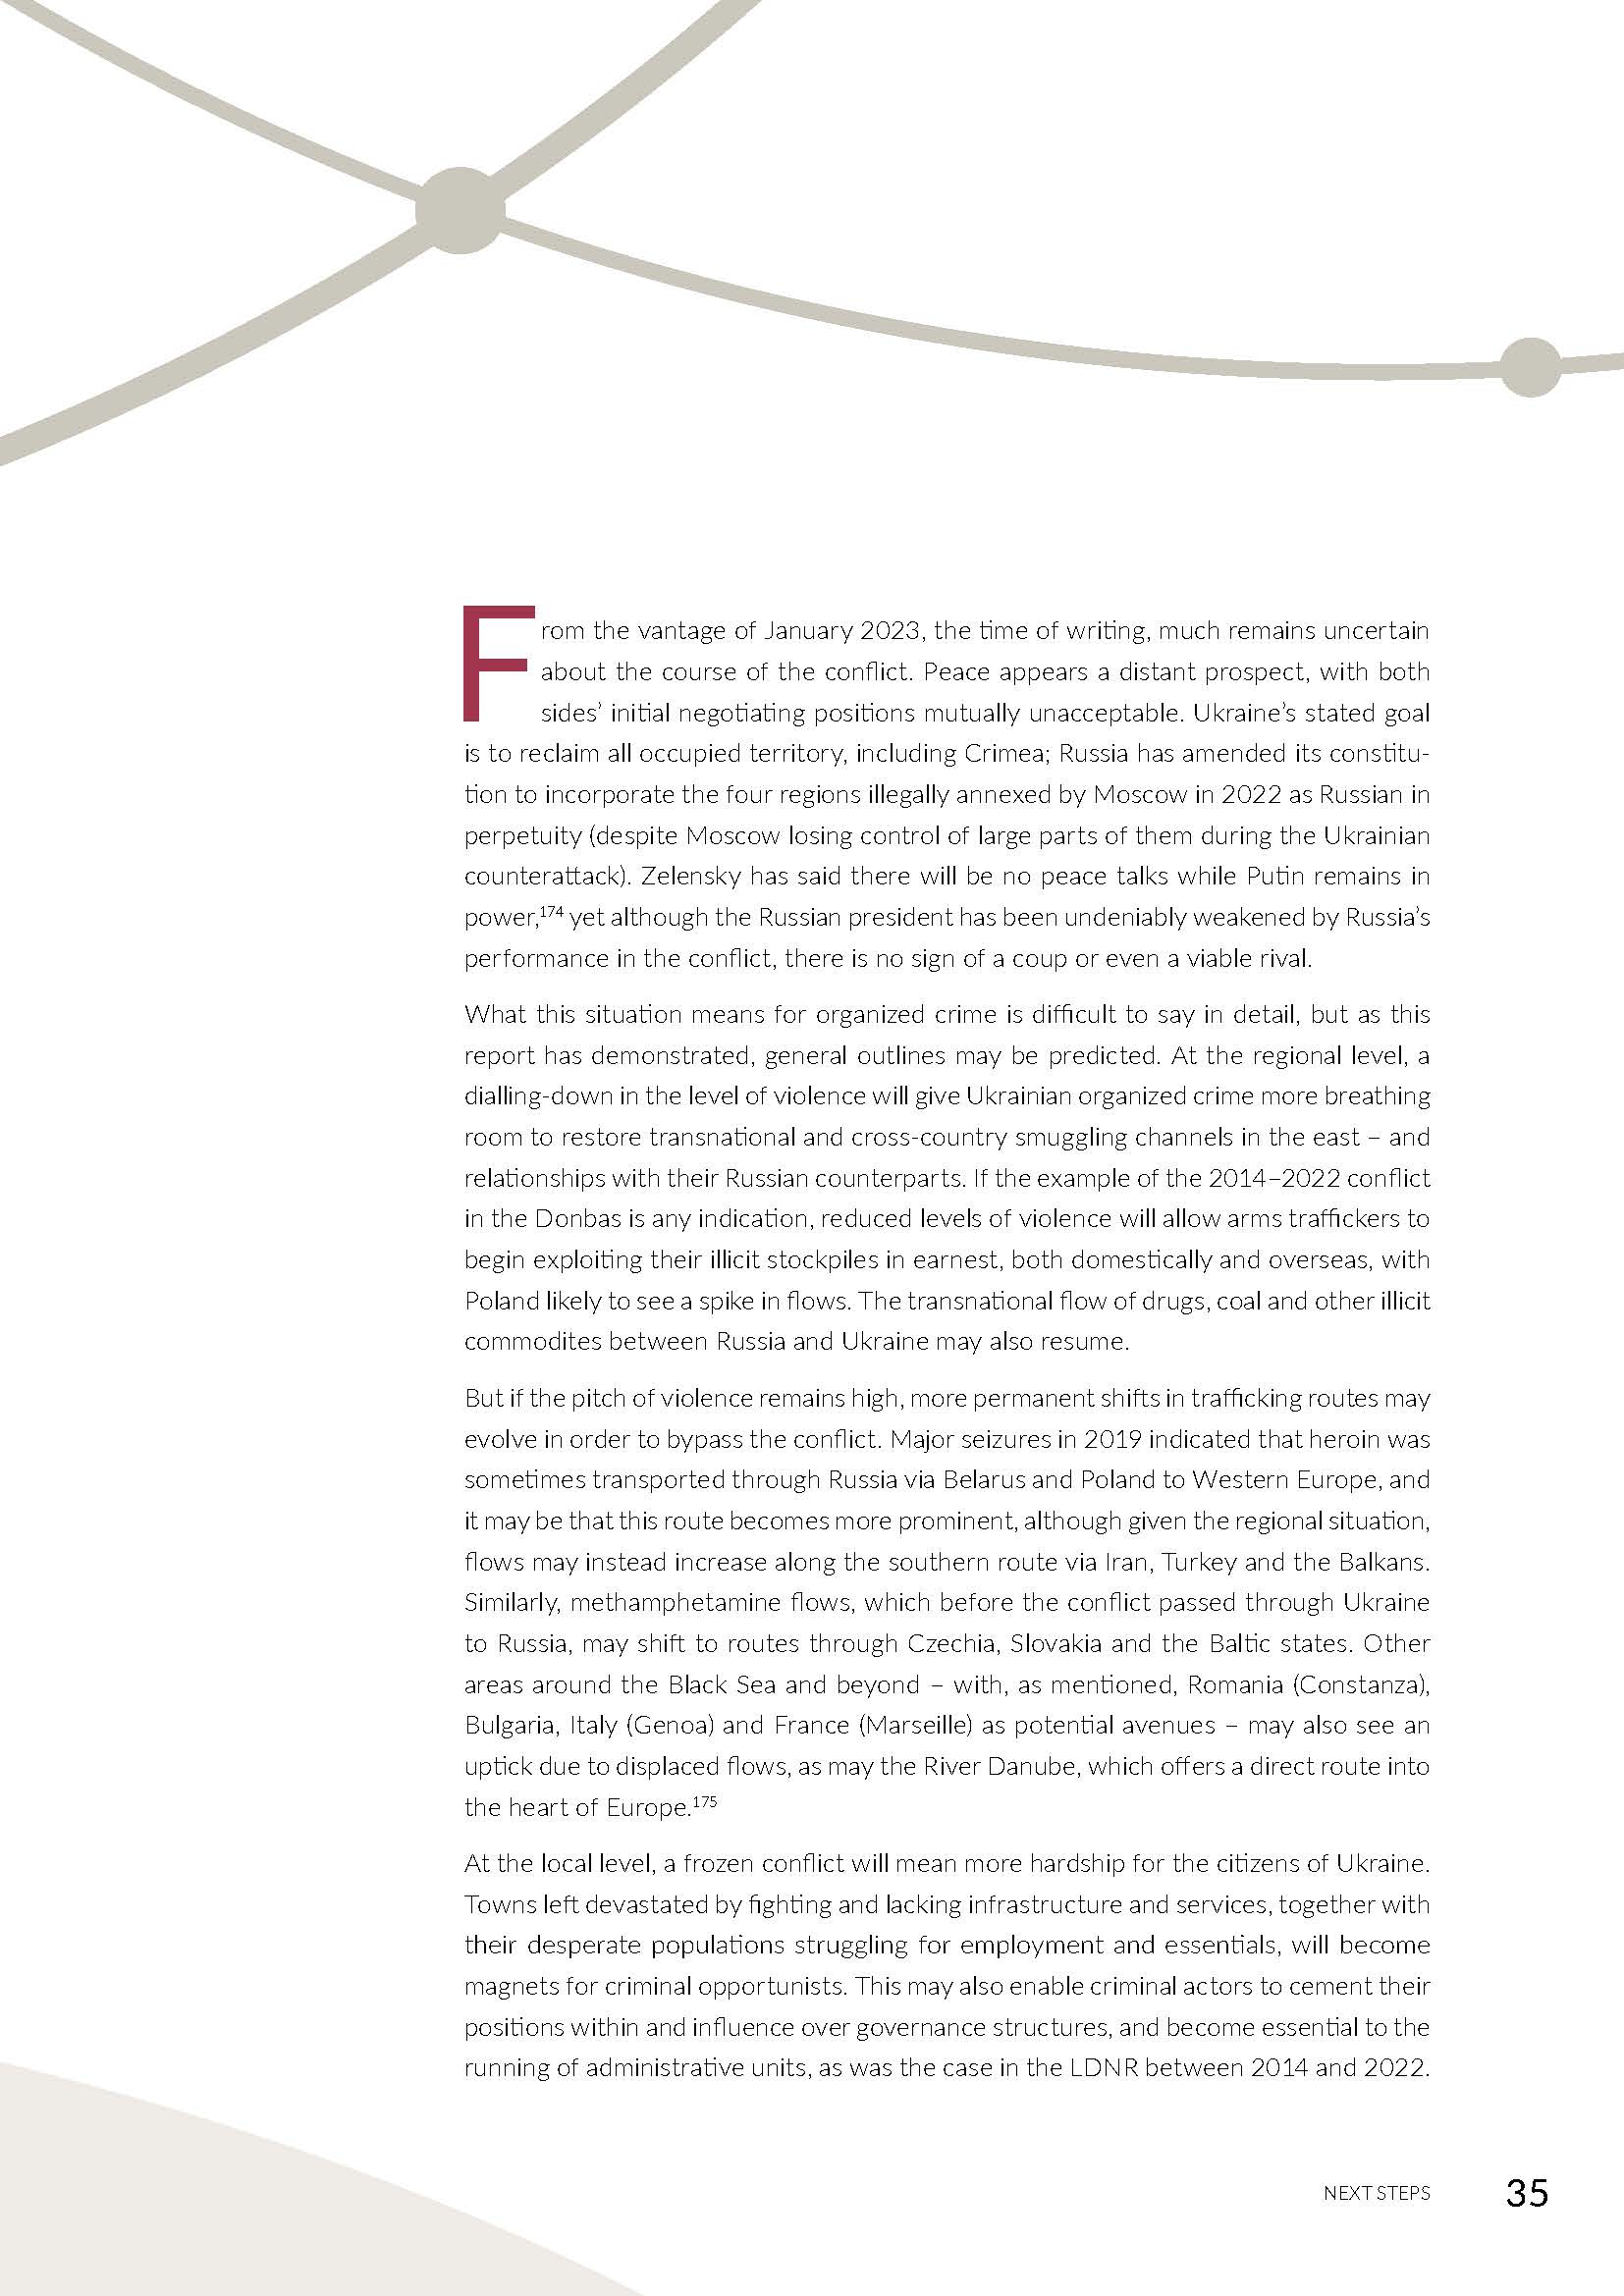 From the vantage of January 2023, the time of writing, much remains uncertain
about the course of the conflict. Peace appears a distant prospect, with both
sides’ initial negotiating positions mutually unacceptable. Ukraine’s stated goal
is to reclaim all occupied territory, including Crimea; Russia has amended its constitu-
tion to incorporate the four regions illegally annexed by Moscow in 2022 as Russian in
perpetuity (despite Moscow losing control of large parts of them during the Ukrainian
counterattack). Zelensky has said there will be no peace talks while Putin remains in
power,174 yet although the Russian president has been undeniably weakened by Russia’s
performance in the conflict, there is no sign of a coup or even a viable rival.
What this situation means for organized crime is difficult to say in detail, but as this
report has demonstrated, general outlines may be predicted. At the regional level, a
dialling-down in the level of violence will give Ukrainian organized crime more breathing
room to restore transnational and cross-country smuggling channels in the east – and
relationships with their Russian counterparts. If the example of the 2014–2022 conflict
in the Donbas is any indication, reduced levels of violence will allow arms traffickers to
begin exploiting their illicit stockpiles in earnest, both domestically and overseas, with
Poland likely to see a spike in flows. The transnational flow of drugs, coal and other illicit
commodites between Russia and Ukraine may also resume.
But if the pitch of violence remains high, more permanent shifts in trafficking routes may
evolve in order to bypass the conflict. Major seizures in 2019 indicated that heroin was
sometimes transported through Russia via Belarus and Poland to Western Europe, and
it may be that this route becomes more prominent, although given the regional situation,
flows may instead increase along the southern route via Iran, Turkey and the Balkans.
Similarly, methamphetamine flows, which before the conflict passed through Ukraine
to Russia, may shift to routes through Czechia, Slovakia and the Baltic states. Other
areas around the Black Sea and beyond – with, as mentioned, Romania (Constanza),
Bulgaria, Italy (Genoa) and France (Marseille) as potential avenues – may also see an
uptick due to displaced flows, as may the River Danube, which offers a direct route into
the heart of Europe.175
At the local level, a frozen conflict will mean more hardship for the citizens of Ukraine.
Towns left devastated by fighting and lacking infrastructure and services, together with
their desperate populations struggling for employment and essentials, will become
magnets for criminal opportunists. This may also enable criminal actors to cement their
positions within and influence over governance structures, and become essential to the
running of administrative units, as was the case in the LDNR between 2014 and 2022.
NEXT STEPS 35